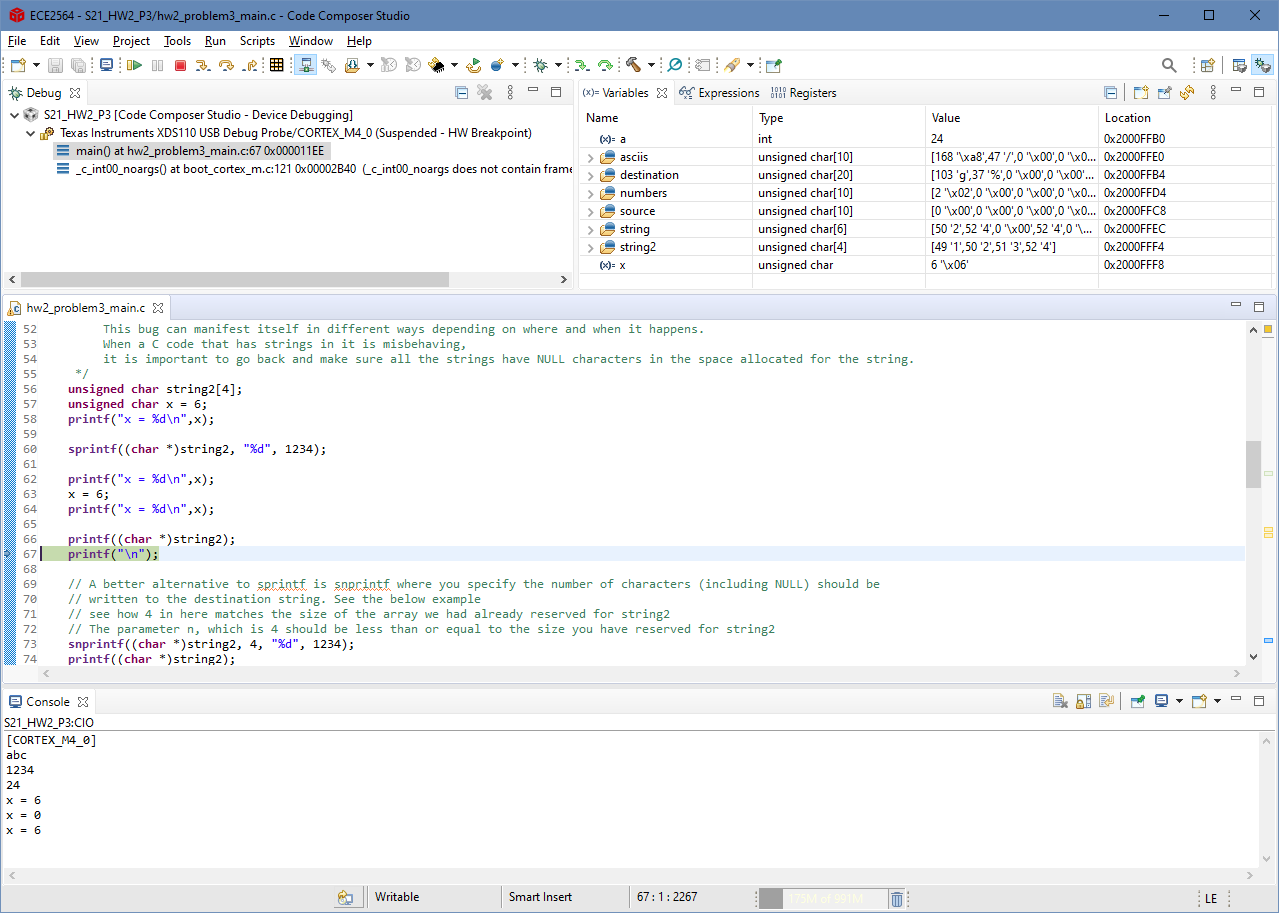 ECE2564 - S21_HW2_P3/hw2_problem3_main.c - Code Composer Studio
File Edit View Project Tools Run Scripts Window Help
Debug
S21_HW2_P3 [Code Composer Studio - Device Debugging]
Texas Instruments XDS110 USB Debug Probe/CORTEX_M4_0 (Suspended - HW Breakpoint)
main() at hw2_problem3_main.c:67 0x000011EE
_c_int00_noargs() at boot_cortex_m.c:121 0x00002B40 (_c_int00_noargs does not contain frame
(x)= Variables Expressions 1010 0101 Registers
Name Type Value Location
(x)= a int 24 0x2000FFB0
asciis unsigned char[10] [168 '\xa8',47 '/',0 '\x00',0 '\x0... 0x2000FFE0
destination unsigned char[20] [103 'g',37 '%',0 '\x00',0 '\x00'... 0x2000FFB4
numbers unsigned char[10] [2 '\x02',0 '\x00',0 '\x00',0 '\x0... 0x2000FFD4
source unsigned char[10] [0 '\x00',0 '\x00',0 '\x00',0 '\x0... 0x2000FFC8
string unsigned char[6] [50 '2',52 '4',0 '\x00',52 '4',0 '\... 0x2000FFEC
string2 unsigned char[4] [49 '1',50 '2',51 '3',52 '4'] 0x2000FFF4
(x)= x unsigned char 6 '\x06' 0x2000FFF8
hw2_problem3_main.c
52 This bug can manifest itself in different ways depending on where and when it happens.
53 When a C code that has strings in it is misbehaving,
54 it is important to go back and make sure all the strings have NULL characters in the space allocated for the string.
55 */
56 unsigned char string2[4];
57 unsigned char x = 6;
58 printf("x = %d\n",x);
59
60 sprintf((char *)string2, "%d", 1234);
61
62 printf("x = %d\n",x);
63 x = 6;
64 printf("x = %d\n",x);
65
66 printf((char *)string2);
67 printf("\n");
68
69 // A better alternative to sprintf is snprintf where you specify the number of characters (including NULL) should be
70 // written to the destination string. See the below example
71 // see how 4 in here matches the size of the array we had already reserved for string2
72 // The parameter n, which is 4 should be less than or equal to the size you have reserved for string2
73 snprintf((char *)string2, 4, "%d", 1234);
74 printf((char *)string2);
Console
S21_HW2_P3:CIO
[CORTEX_M4_0]
abc
1234
24
x = 6
x = 0
x = 6
Writable Smart Insert 67 : 1 : 2267 175M of 991M LE